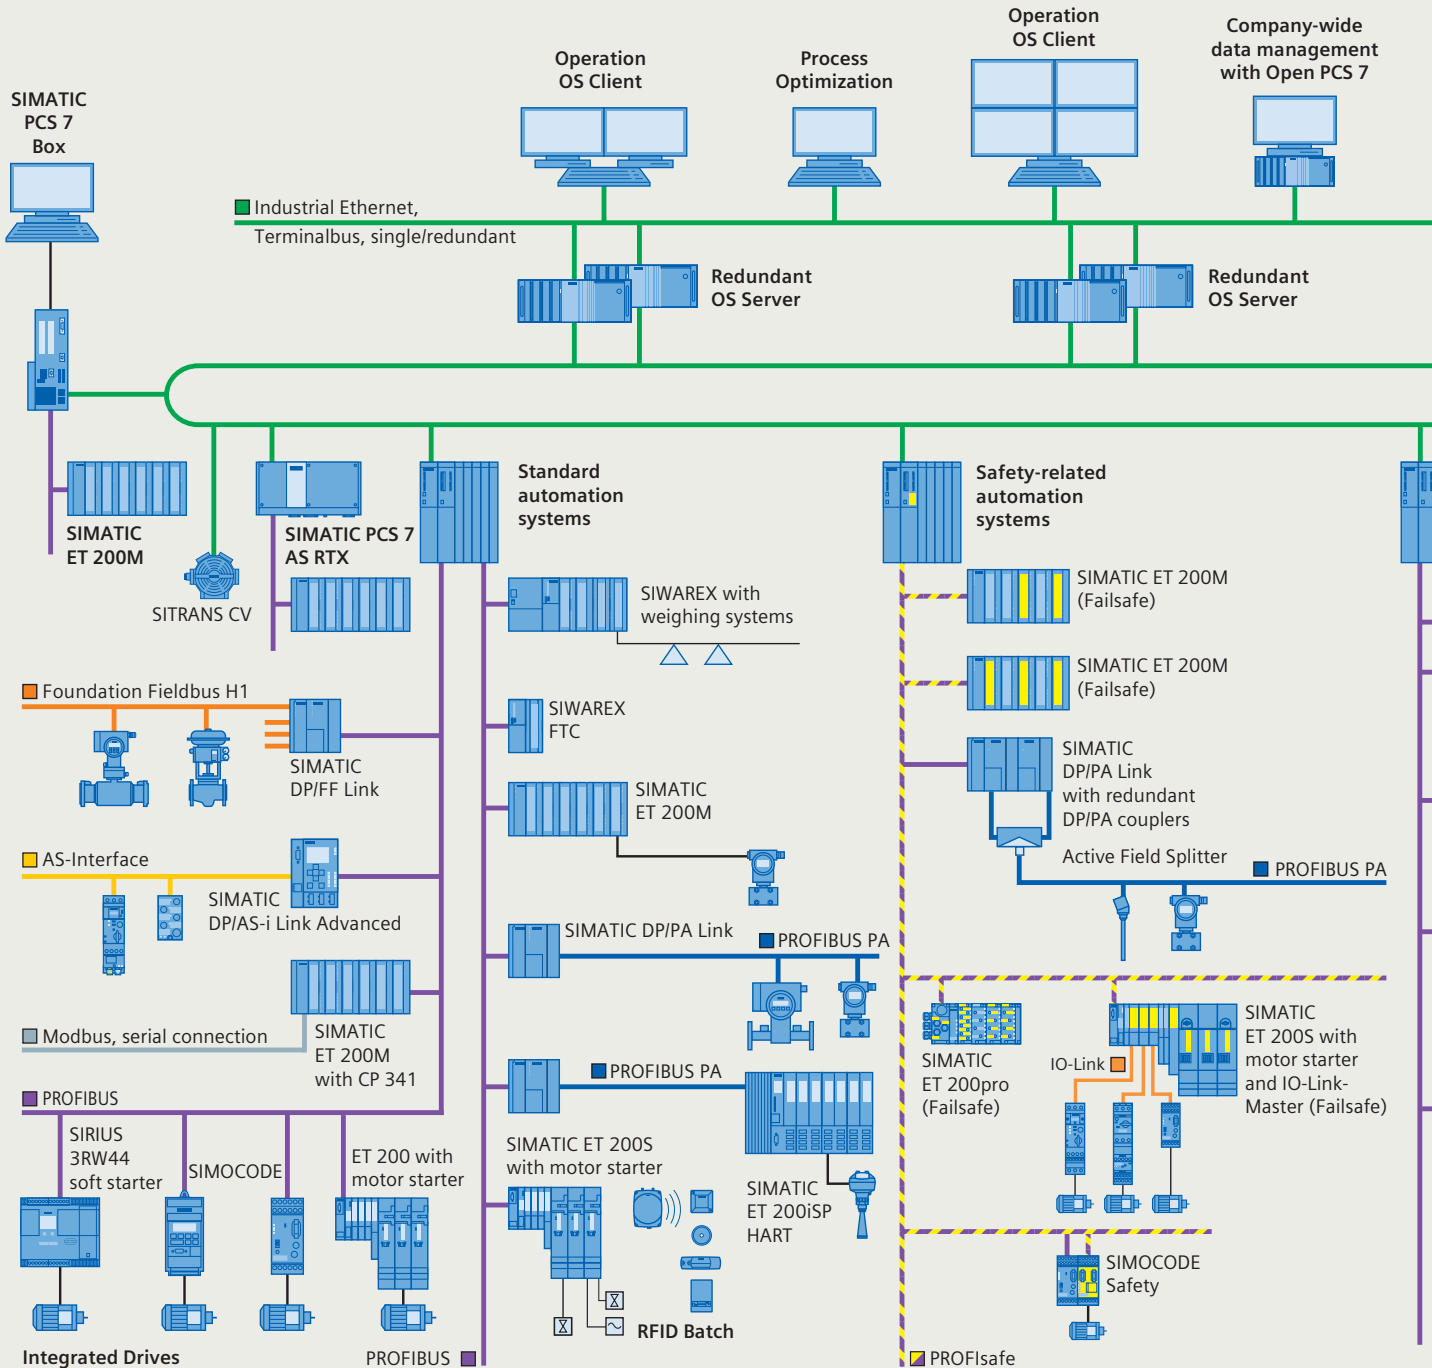 Operation
OS Client
Process
Optimization
Operation
OS Client
Company-wide
data management
with Open PCS 7
SIMATIC
PCS 7
Box
Industrial Ethernet,
Terminalbus, single/redundant
Redundant
OS Server
Redundant
OS Server
SIMATIC
ET 200M
SITRANS CV
SIMATIC PCS 7
AS RTX
Standard
automation
systems
Safety-related
automation
systems
SIWAREX with
weighing systems
SIMATIC ET 200M
(Failsafe)
SIMATIC ET 200M
(Failsafe)
Foundation Fieldbus H1
SIMATIC
DP/FF Link
SIWAREX
FTC
SIMATIC
DP/PA Link
with redundant
DP/PA couplers
SIMATIC
ET 200M
Active Field Splitter
PROFIBUS PA
AS-Interface
SIMATIC
DP/AS-i Link Advanced
SIMATIC DP/PA Link
PROFIBUS PA
Modbus, serial connection
SIMATIC
ET 200M
with CP 341
PROFIBUS PA
SIMATIC
ET 200pro
(Failsafe)
IO-Link
SIMATIC
ET 200S with
motor starter
and IO-Link-
Master (Failsafe)
PROFIBUS
SIRIUS
3RW44
soft starter
SIMOCODE
ET 200 with
motor starter
SIMATIC ET 200S
with motor starter
SIMATIC
ET 200iSP
HART
RFID Batch
SIMOCODE
Safety
Integrated Drives
PROFIBUS
PROFIsafe